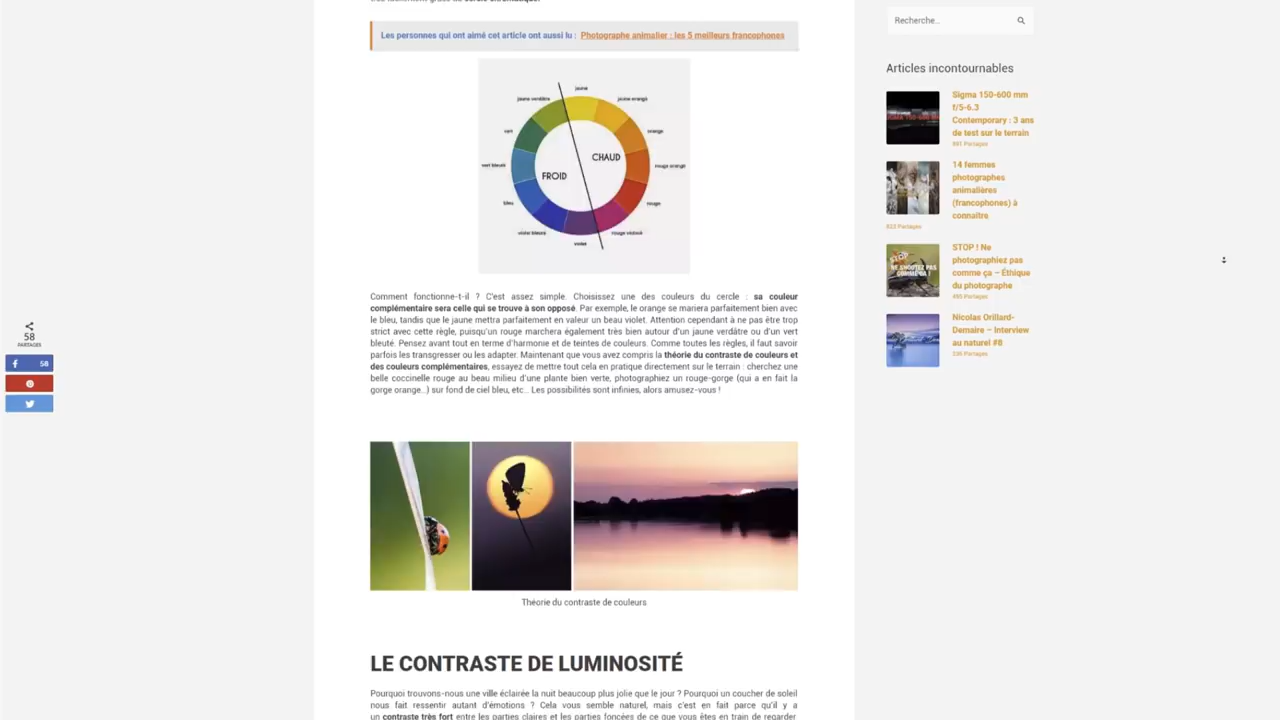 Les personnes qui ont aimé cet article ont aussi lu : Photographe animalier : les 5 meilleurs francophones
jaune
jaune verdâtre
jaune orangé
vert
orange
CHAUD
vert bleuté
rouge orangé
FROID
bleu
rouge
violet bleuté
rouge violacé
violet
Comment fonctionne-t-il ? C'est assez simple. Choisissez une des couleurs du cercle : sa couleur
complémentaire sera celle qui se trouve à son opposé. Par exemple, le orange se mariera parfaitement bien avec
le bleu, tandis que le jaune mettra parfaitement en valeur un beau violet. Attention cependant à ne pas être trop
strict avec cette règle, puisqu'un rouge marchera également très bien autour d'un jaune verdâtre ou d'un vert
bleuté. Pensez avant tout en terme d'harmonie et de teintes de couleurs. Comme toutes les règles, il faut savoir
parfois les transgresser ou les adapter. Maintenant que vous avez compris la théorie du contraste de couleurs et
des couleurs complémentaires, essayez de mettre tout cela en pratique directement sur le terrain : cherchez une
belle coccinelle rouge au beau milieu d'une plante bien verte, photographiez un rouge-gorge (qui a en fait la
gorge orange…) sur fond de ciel bleu, etc… Les possibilités sont infinies, alors amusez-vous !
Théorie du contraste de couleurs
LE CONTRASTE DE LUMINOSITÉ
Pourquoi trouvons-nous une ville éclairée la nuit beaucoup plus jolie que le jour ? Pourquoi un coucher de soleil
nous fait ressentir autant d'émotions ? Cela vous semble naturel, mais c'est en fait parce qu'il y a
un contraste très fort entre les parties claires et les parties foncées de ce que vous êtes en train de regarder.
58
PARTAGES
58
Recherche...
Articles incontournables
Sigma 150-600 mm
f/5-6.3
Contemporary : 3 ans
de test sur le terrain
981 Partages
14 femmes
photographes
animalières
(francophones) à
connaître
Partages
STOP
NE SHOOTEZ PAS
COMME ÇA !
STOP ! Ne
photographiez pas
comme ça – Éthique
du photographe
Partages
Nicolas Orillard-
Demaire – Interview
au naturel #8
Partages